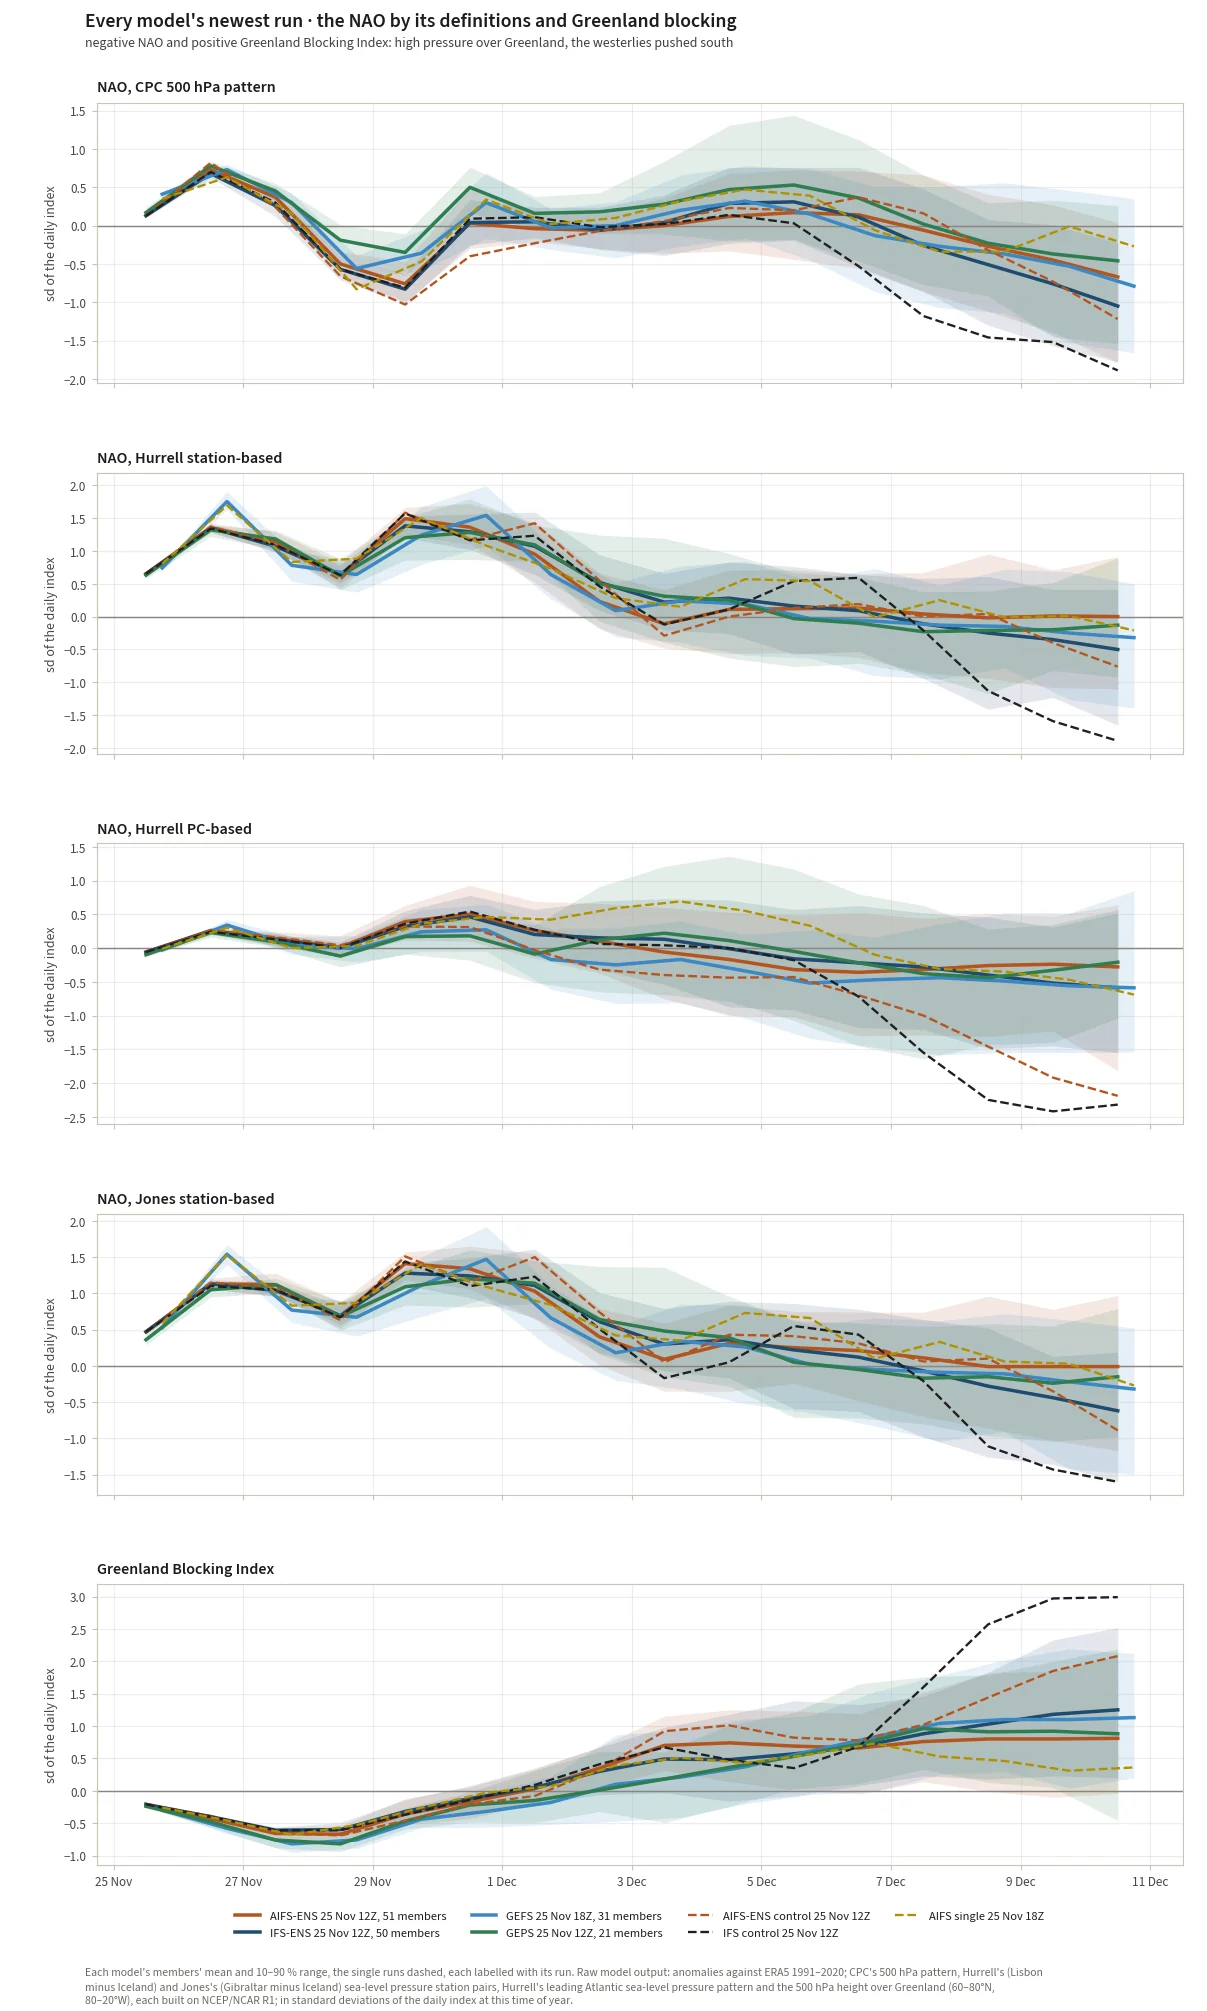 Every model's newest run · the NAO by its definitions and Greenland blocking
negative NAO and positive Greenland Blocking Index: high pressure over Greenland, the westerlies pushed south
NAO, CPC 500 hPa pattern
sd of the daily index
1.5
1.0
0.5
0.0
−0.5
−1.0
−1.5
−2.0
NAO, Hurrell station-based
sd of the daily index
2.0
1.5
1.0
0.5
0.0
−0.5
−1.0
−1.5
−2.0
NAO, Hurrell PC-based
sd of the daily index
1.5
1.0
0.5
0.0
−0.5
−1.0
−1.5
−2.0
−2.5
NAO, Jones station-based
sd of the daily index
2.0
1.5
1.0
0.5
0.0
−0.5
−1.0
−1.5
Greenland Blocking Index
sd of the daily index
3.0
2.5
2.0
1.5
1.0
0.5
0.0
−0.5
−1.0
25 Nov 27 Nov 29 Nov 1 Dec 3 Dec 5 Dec 7 Dec 9 Dec 11 Dec
AIFS-ENS 25 Nov 12Z, 51 members GEFS 25 Nov 18Z, 31 members AIFS-ENS control 25 Nov 12Z AIFS single 25 Nov 18Z
IFS-ENS 25 Nov 12Z, 50 members GEPS 25 Nov 12Z, 21 members IFS control 25 Nov 12Z
Each model's members' mean and 10–90 % range, the single runs dashed, each labelled with its run. Raw model output: anomalies against ERA5 1991–2020; CPC's 500 hPa pattern, Hurrell's (Lisbon
minus Iceland) and Jones's (Gibraltar minus Iceland) sea-level pressure station pairs, Hurrell's leading Atlantic sea-level pressure pattern and the 500 hPa height over Greenland (60–80°N,
80–20°W), each built on NCEP/NCAR R1; in standard deviations of the daily index at this time of year.